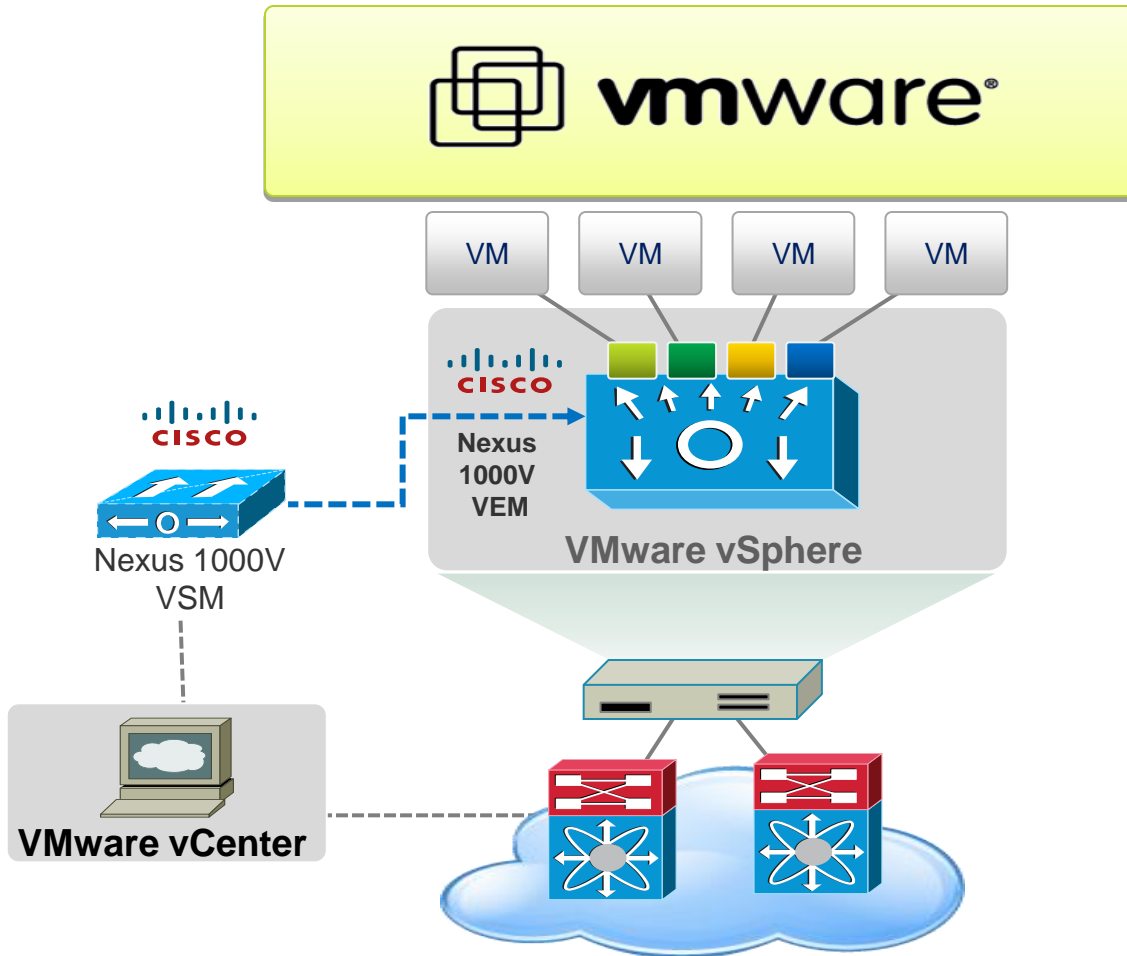 vmware®
VM
VM
VM
VM
CISCO
Nexus
1000V
VEM
VMware vSphere
CISCO
Nexus 1000V
VSM
VMware vCenter